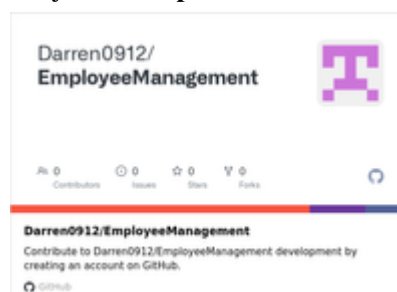 Darren0912/
EmployeeManagement
0 0 0 0
Contributors Issues Stars Forks
Darren0912/EmployeeManagement
Contribute to Darren0912/EmployeeManagement development by
creating an account on GitHub.
GitHub